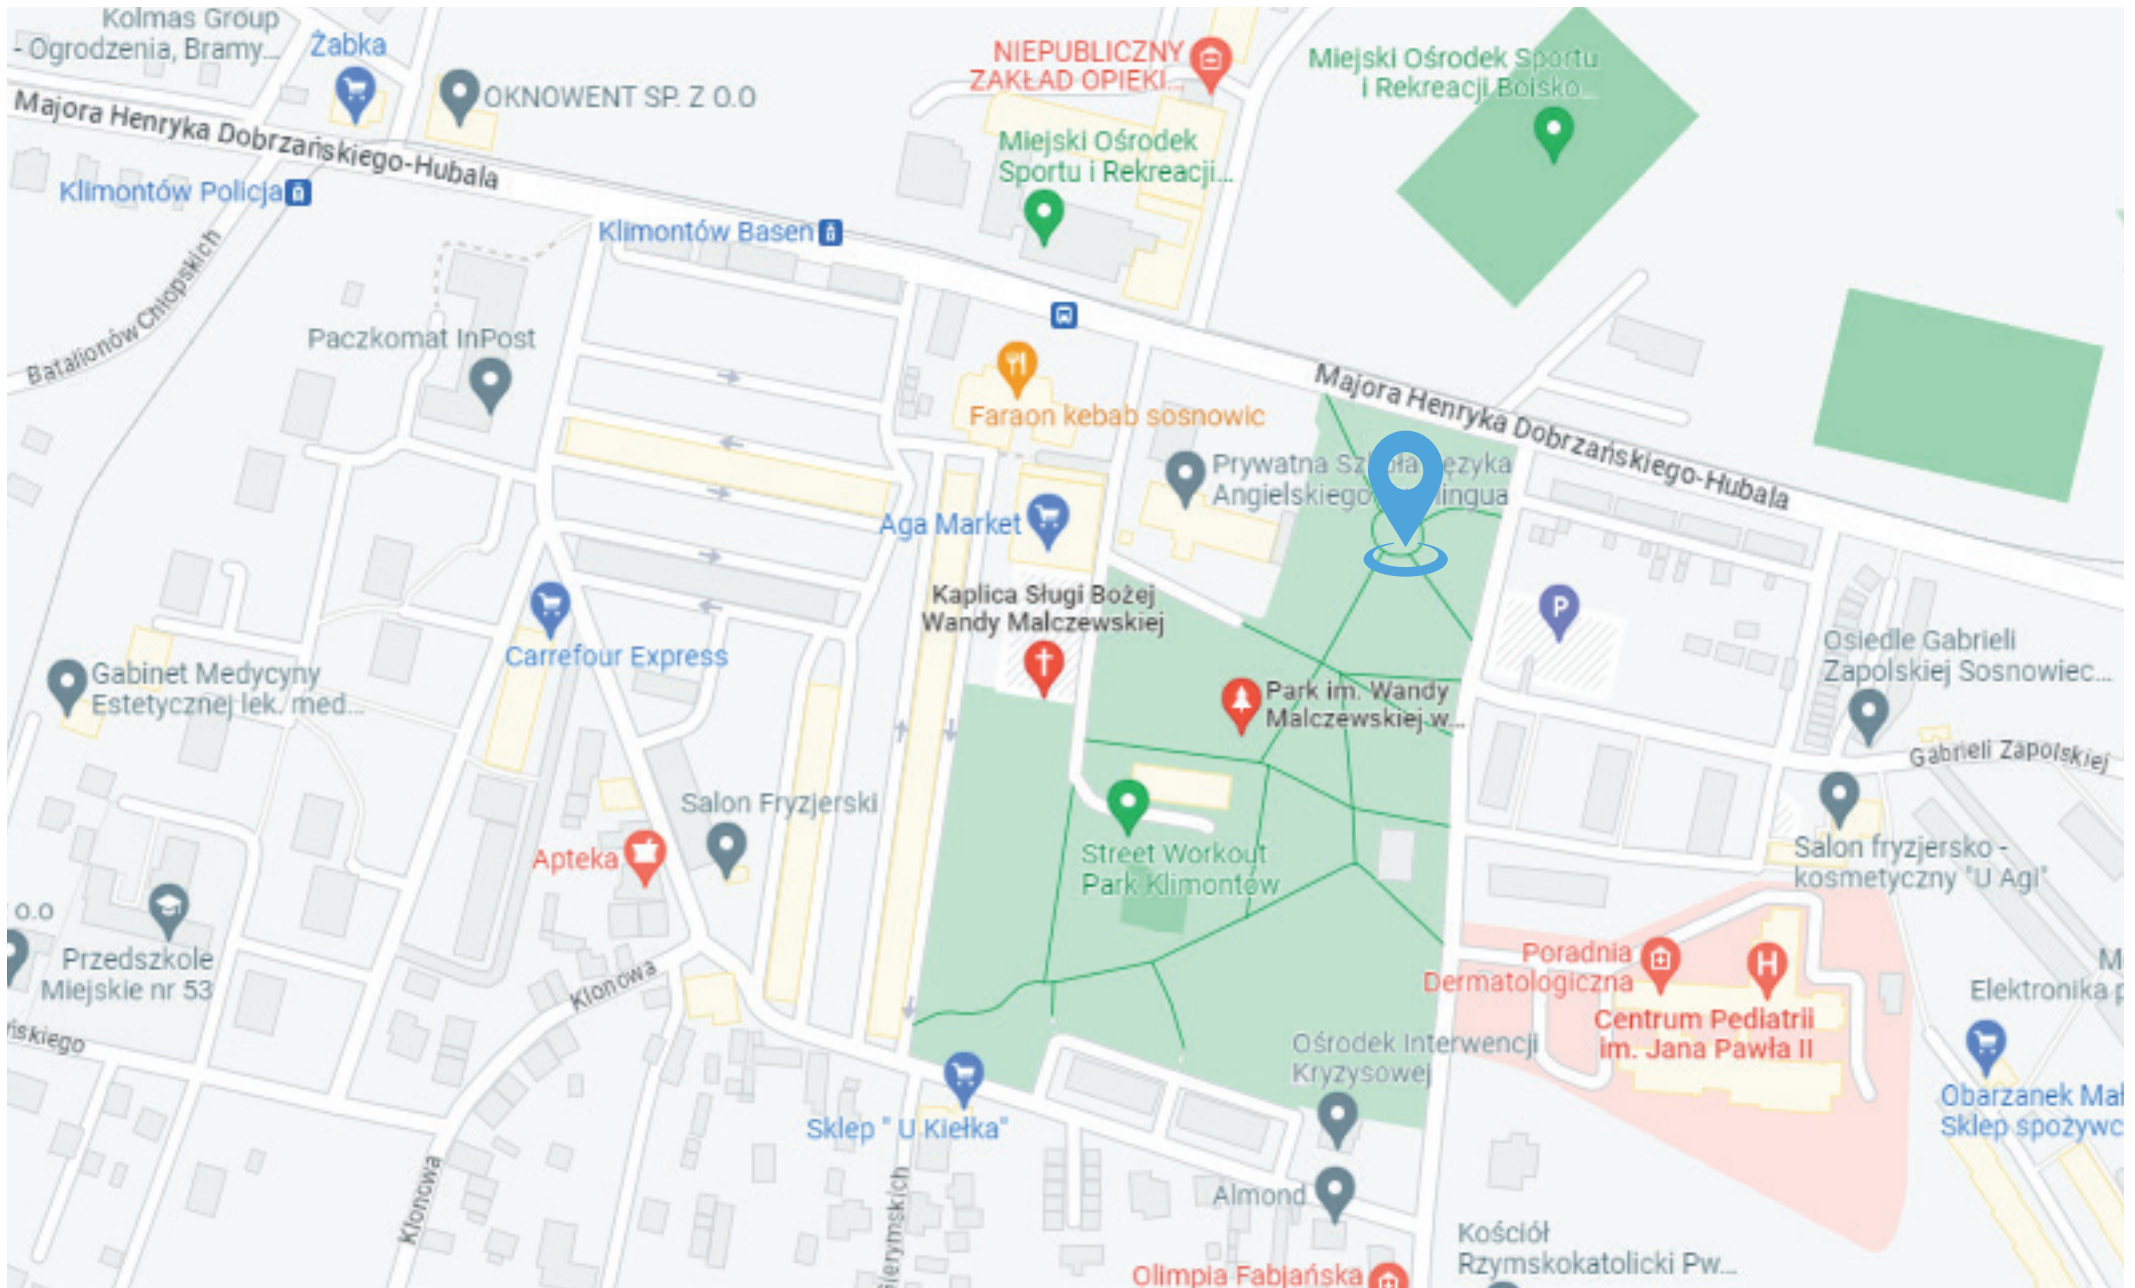 Kolmas Group
- Ogrodzenia, Bramy...
Żabka
OKNOWENT SP. Z O.O
NIEPUBLICZNY
ZAKŁAD OPIEKI...
Miejski Ośrodek Sportu
i Rekreacji Boisko...
Majora Henryka Dobrzańskiego-Hubala
Miejski Ośrodek
Sportu i Rekreacji...
Klimontów Policja
Klimontów Basen
Batalionów Chłopskich
Paczkomat InPost
Majora Henryka Dobrzańskiego-Hubala
Faraon kebab sosnowic
Prywatna Szkoła Języka
Angielskiego lingua
Aga Market
Kaplica Sługi Bożej
Wandy Malczewskiej
P
Carrefour Express
Osiedle Gabrieli
Zapolskiej Sosnowiec...
Gabinet Medycyny
Estetycznej lek. med...
Park im. Wandy
Malczewskiej w...
Gabrieli Zapolskiej
Salon Fryzjerski
Apteka
Street Workout
Park Klimontów
Salon fryzjersko -
kosmetyczny "U Agi"
o.o
Przedszkole
Miejskie nr 53
Klonowa
Poradnia
Dermatologiczna
H
Centrum Pediatrii
im. Jana Pawła II
Elektronika
ńskiego
Ośrodek Interwencji
Kryzysowej
Sklep " U Kiełka"
Obarzanek Mał
Sklep spożywc
Klonowa
Gierymskich
Almond
Kościół
Rzymskokatolicki Pw...
Olimpia Fabjańska